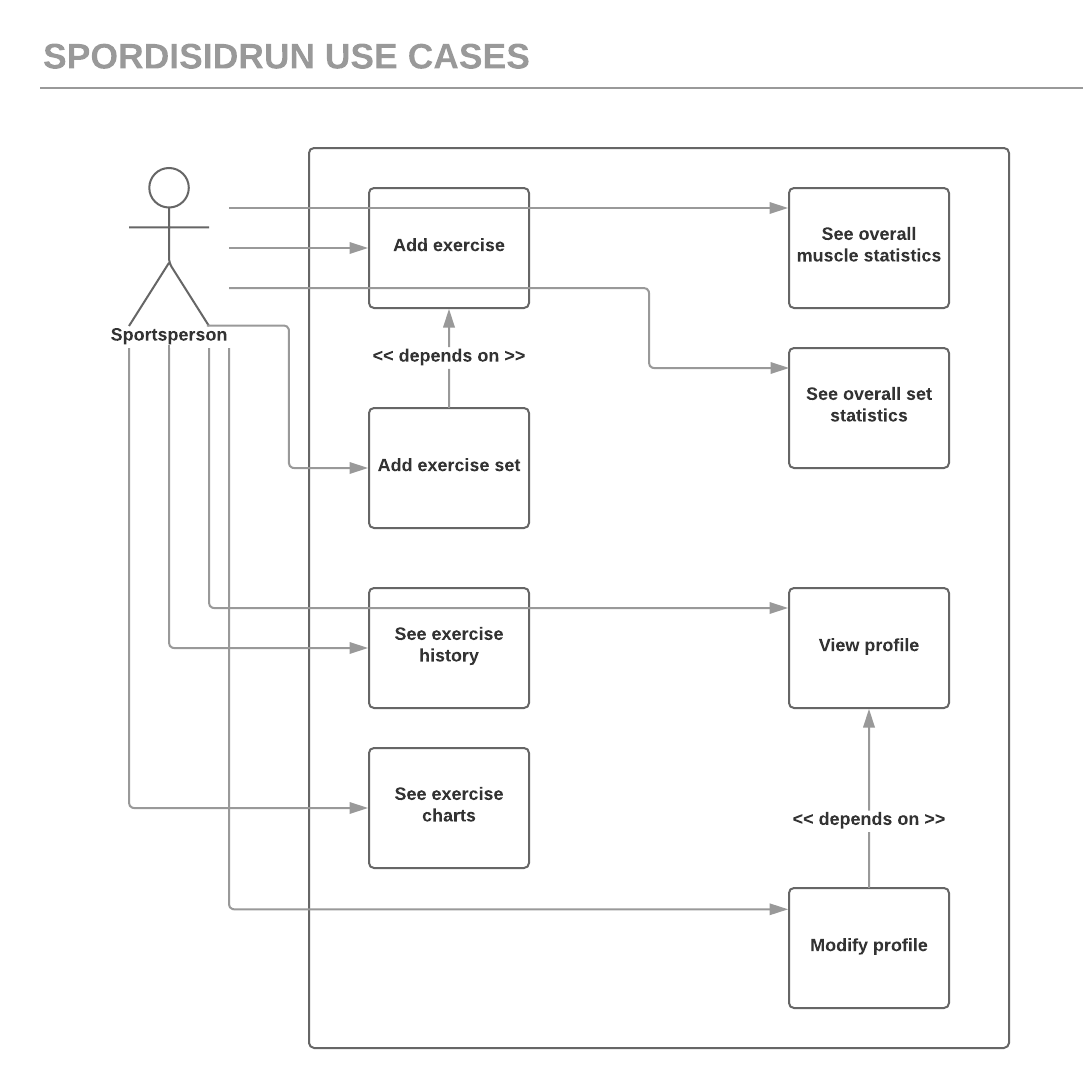 SPORDISIDRUN USE CASES
Sportsperson
Add exercise
<< depends on >>
Add exercise set
See exercise
history
See exercise
charts
See overall
muscle statistics
See overall set
statistics
View profile
<< depends on >>
Modify profile